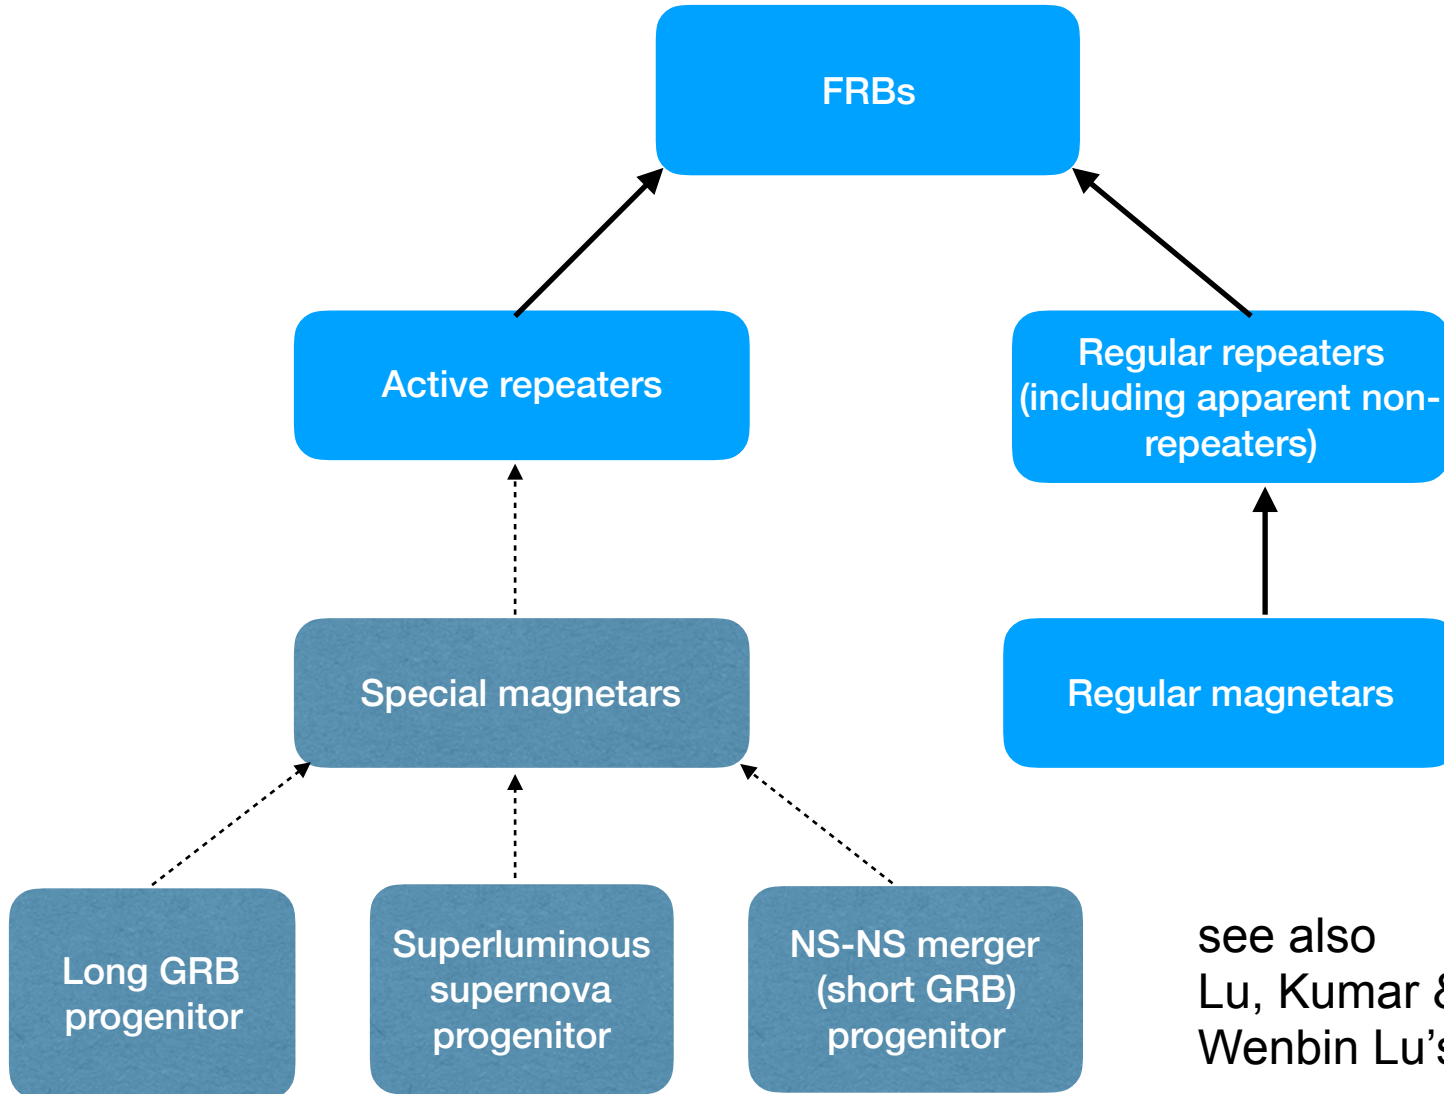 FRBs
Active repeaters
Regular repeaters
(including apparent non-
repeaters)
Special magnetars
Regular magnetars
Long GRB
progenitor
Superluminous
supernova
progenitor
NS-NS merger
(short GRB)
progenitor
see also
Lu, Kumar &
Wenbin Lu’s